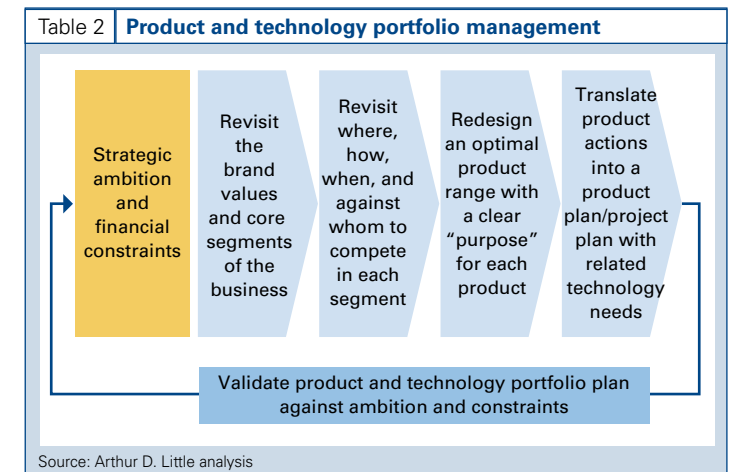 Table 2 Product and technology portfolio management
Strategic
ambition
and
financial
constraints
Revisit
the
brand
values
and core
segments
of the
business
Revisit
where,
how,
when, and
against
whom to
compete
in each
segment
Redesign
an optimal
product
range with
a clear
“purpose”
for each
product
Translate
product
actions
into a
product
plan/project
plan with
related
technology
needs
Validate product and technology portfolio plan
against ambition and constraints
Source: Arthur D. Little analysis